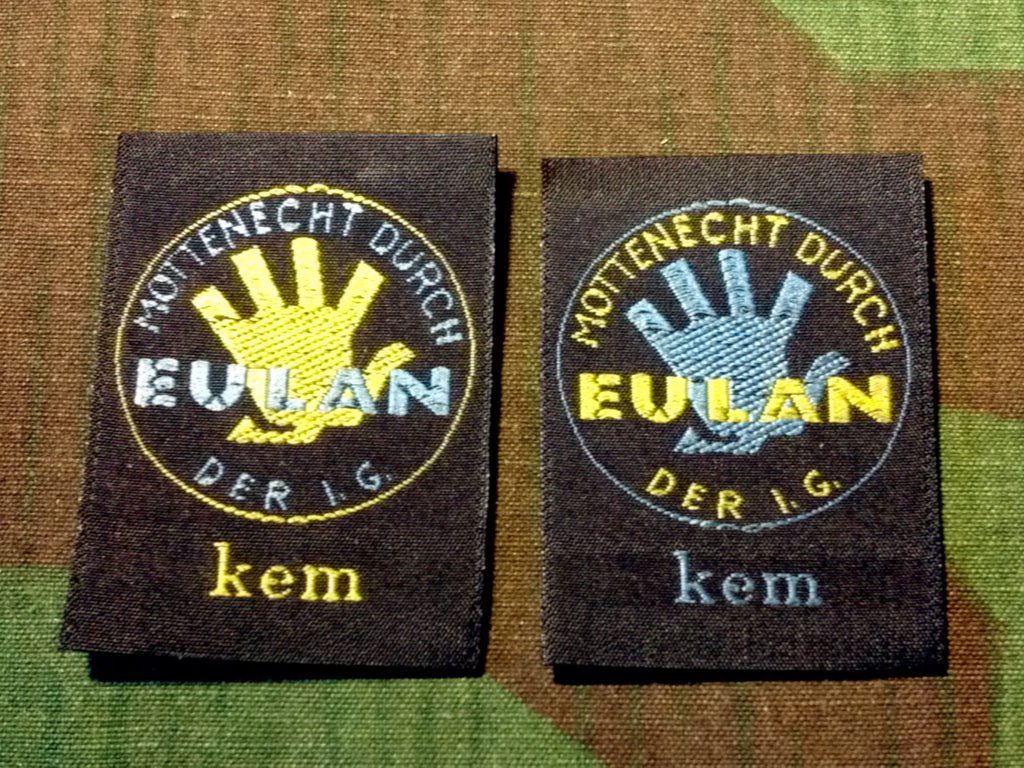 MOTTENECHT DURCH
EULAN
DER I.G.
kem
MOTTENECHT DURCH
EULAN
DER I.G.
kem